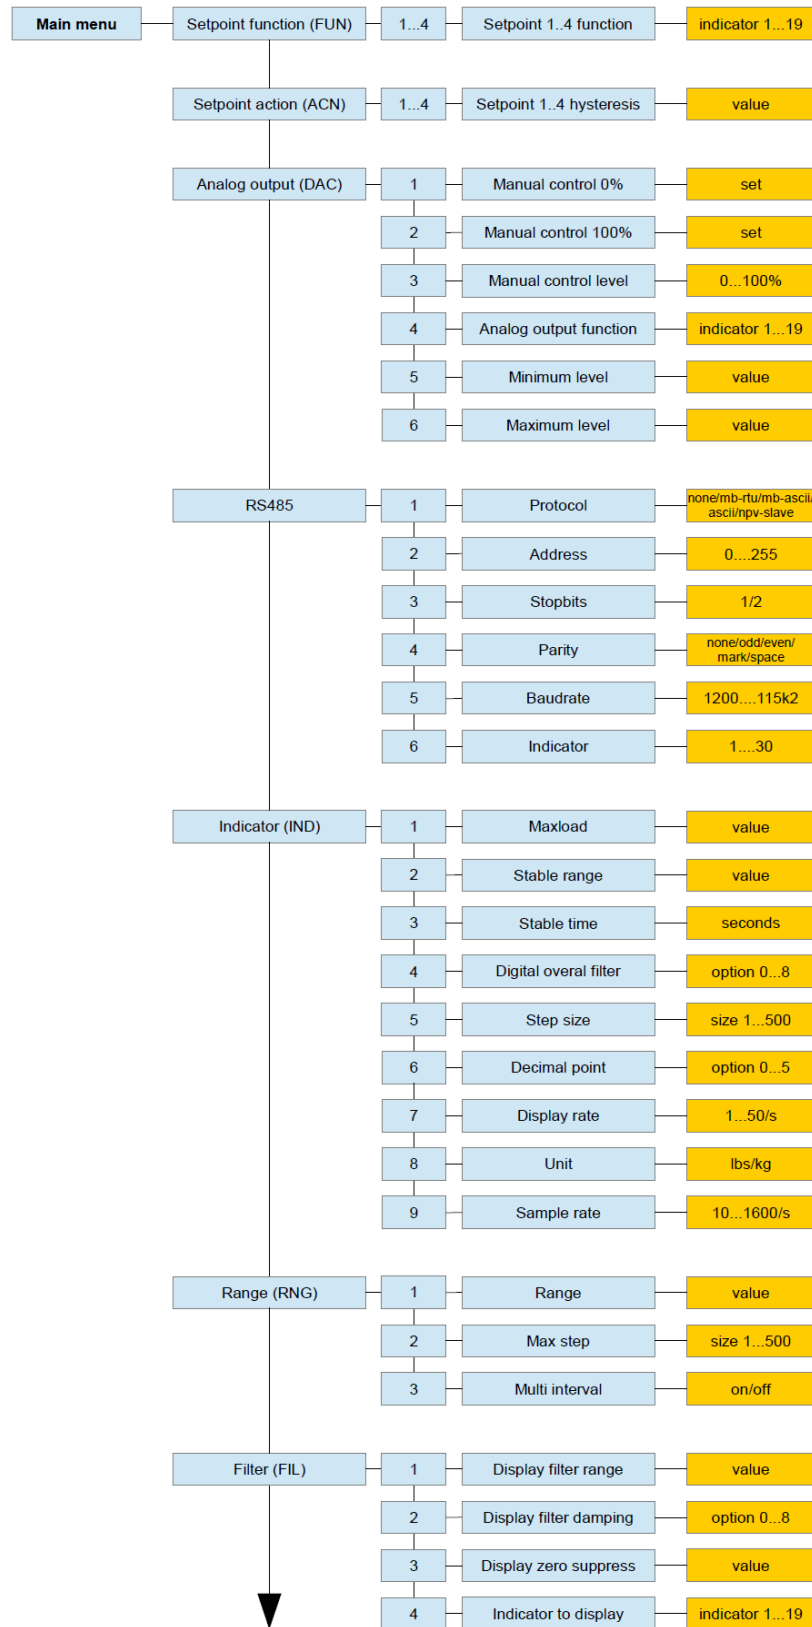 Main menu Setpoint function (FUN) 1...4 Setpoint 1..4 function indicator 1...19
Setpoint action (ACN) 1...4 Setpoint 1..4 hysteresis value
Analog output (DAC) 1 Manual control 0% set
2 Manual control 100% set
3 Manual control level 0...100%
4 Analog output function indicator 1...19
5 Minimum level value
6 Maximum level value
RS485 1 Protocol none/mb-rtu/mb-ascii/
ascii/npv-slave
2 Address 0....255
3 Stopbits 1/2
4 Parity none/odd/even/
mark/space
5 Baudrate 1200....115k2
6 Indicator 1....30
Indicator (IND) 1 Maxload value
2 Stable range value
3 Stable time seconds
4 Digital overal filter option 0...8
5 Step size size 1...500
6 Decimal point option 0...5
7 Display rate 1...50/s
8 Unit lbs/kg
9 Sample rate 10...1600/s
Range (RNG) 1 Range value
2 Max step size 1...500
3 Multi interval on/off
Filter (FIL) 1 Display filter range value
2 Display filter damping option 0...8
3 Display zero suppress value
4 Indicator to display indicator 1...19